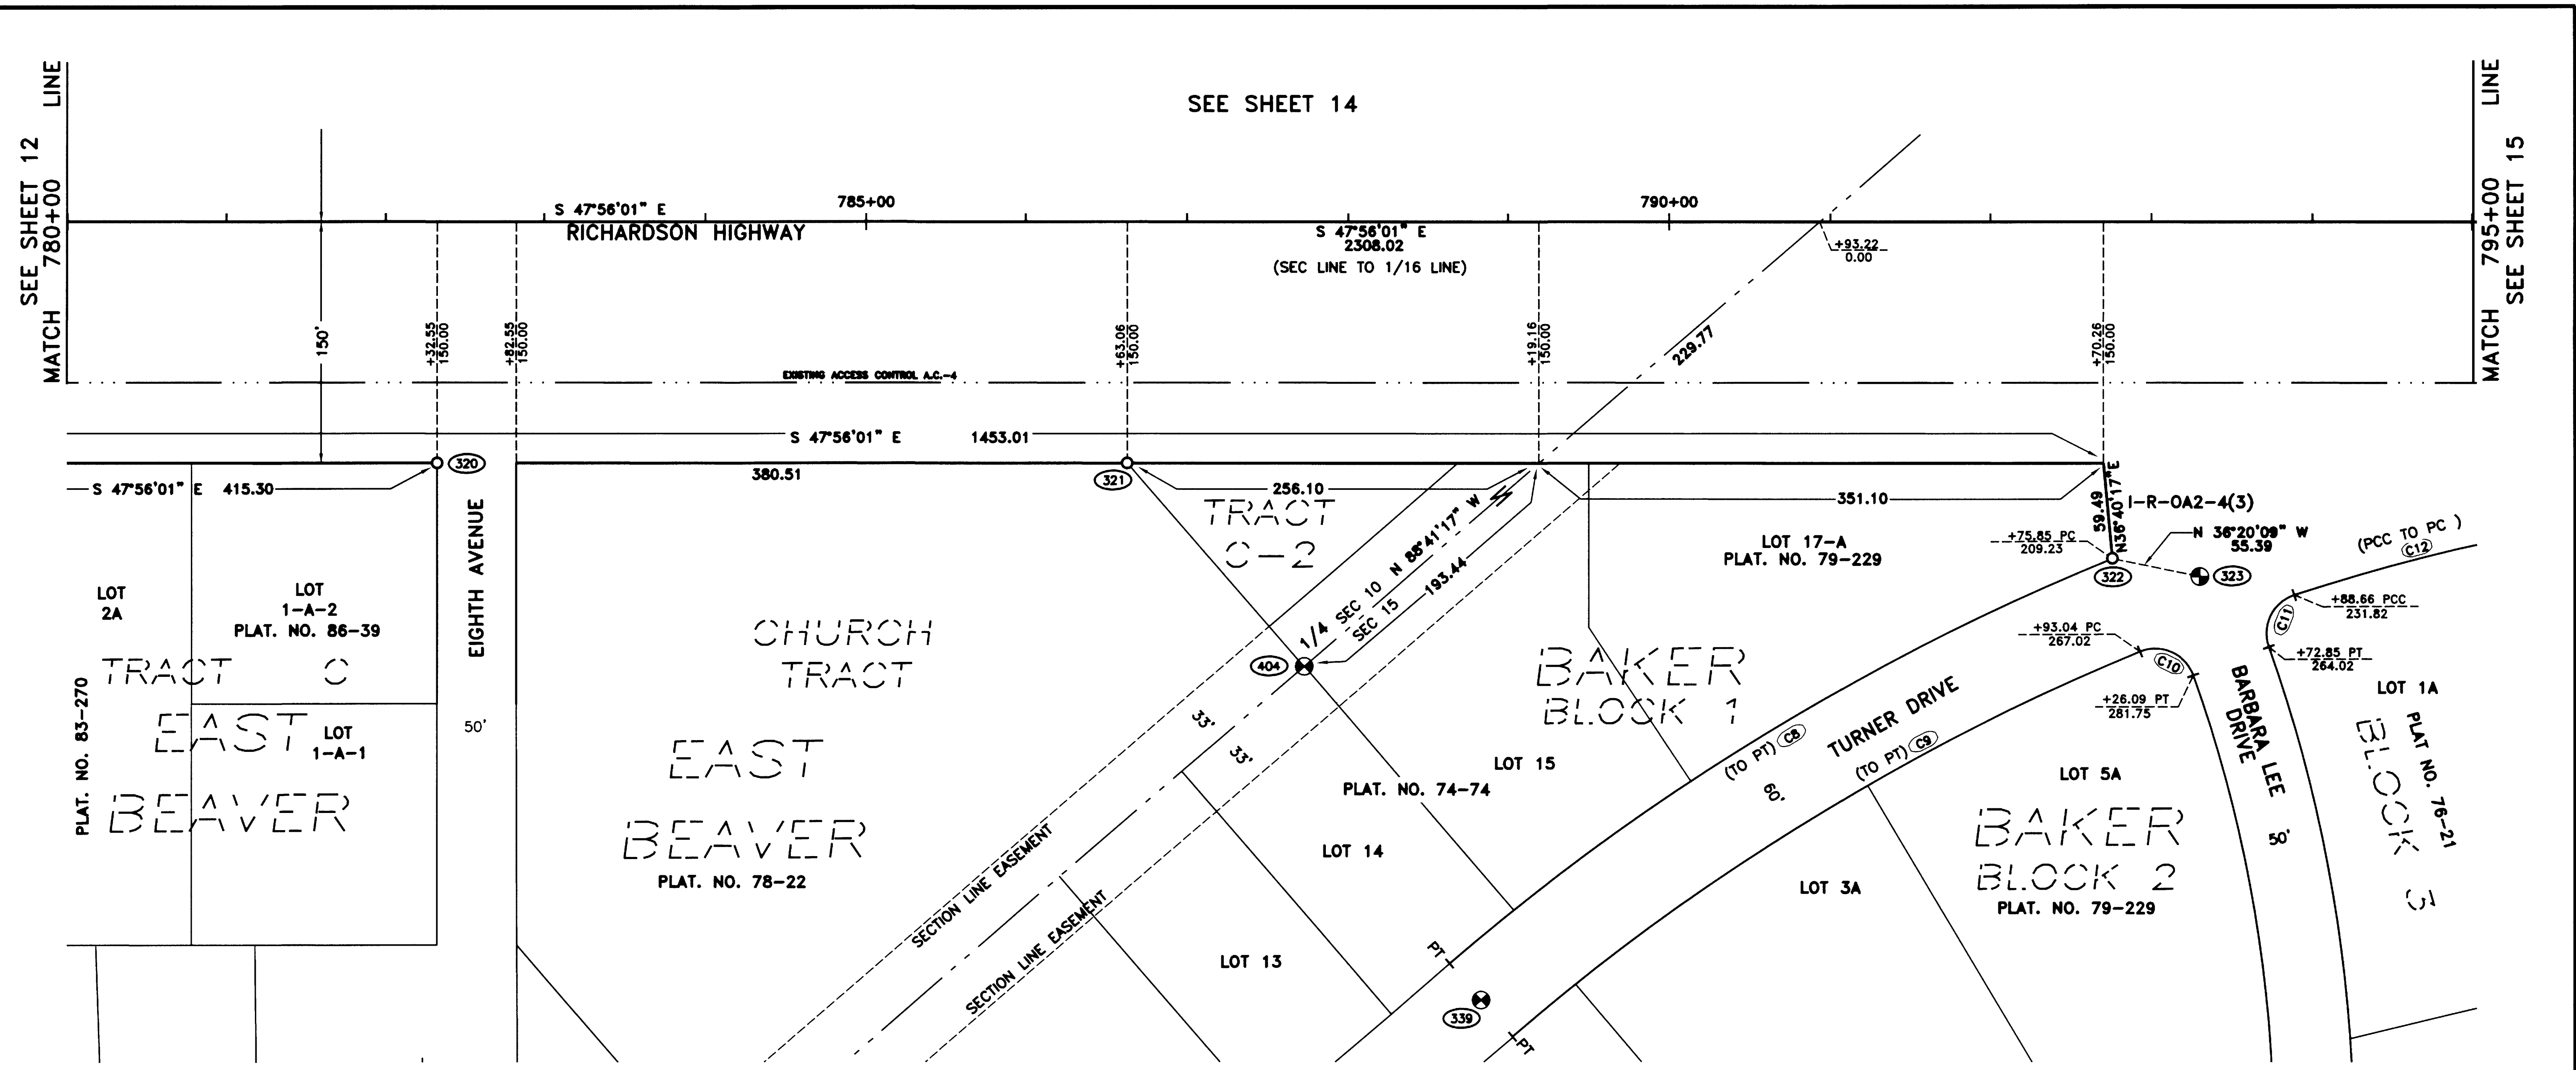 SEE SHEET 14
SEE SHEET 12
MATCH 780+00 LINE
MATCH 795+00 LINE
SEE SHEET 15
S 47°56'01" E
785+00
790+00
RICHARDSON HIGHWAY
S 47°56'01" E
2308.02
(SEC LINE TO 1/16 LINE)
+93.22
0.00
150'
+32.55
150.00
+82.55
150.00
+63.06
150.00
+19.16
150.00
229.77
+70.26
150.00
EXISTING ACCESS CONTROL A.C.-4
S 47°56'01" E 1453.01
320
380.51
321
S 47°56'01" E 415.30
256.10
351.10
EIGHTH AVENUE
50'
TRACT
C-2
1/4 SEC 10 N 88°41'17" W
SEC 15 193.44
M
LOT 17-A
PLAT. NO. 79-229
59.49
N36°40'17"E
I-R-OA2-4(3)
N 36°20'09" W
55.39
(PCC TO PC )
C12
+75.85 PC
209.23
322
323
LOT
2A
LOT
1-A-2
PLAT. NO. 86-39
TRACT C
EAST
BEAVER
LOT
1-A-1
PLAT. NO. 83-270
CHURCH
TRACT
EAST
BEAVER
PLAT. NO. 78-22
404
33'
33'
SECTION LINE EASEMENT
SECTION LINE EASEMENT
BAKER
BLOCK 1
LOT 15
PLAT. NO. 74-74
LOT 14
LOT 13
+93.04 PC
267.02
C10
C11
+88.66 PCC
231.82
+72.85 PT
264.02
+26.09 PT
281.75
TURNER DRIVE
(TO PT) C8
(TO PT) C9
60'
BARBARA LEE
DRIVE
50'
LOT 1A
PLAT NO. 76-21
BLOCK 3
LOT 5A
BAKER
BLOCK 2
PLAT. NO. 79-229
LOT 3A
PT
339
PT